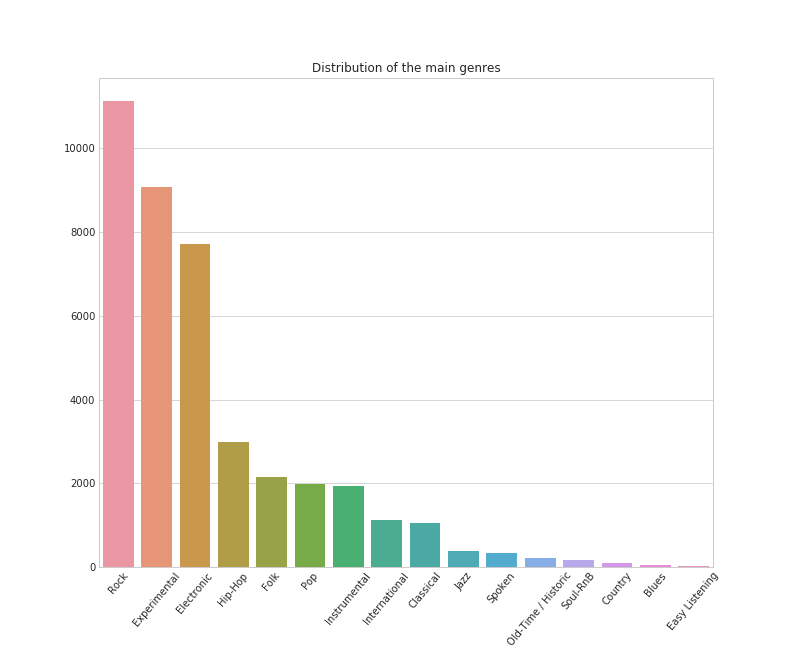 Distribution of the main genres
10000
8000
6000
4000
2000
0
Rock
Experimental
Electronic
Hip-Hop
Folk
Pop
Instrumental
International
Classical
Jazz
Spoken
Old-Time / Historic
Soul-RnB
Country
Blues
Easy Listening